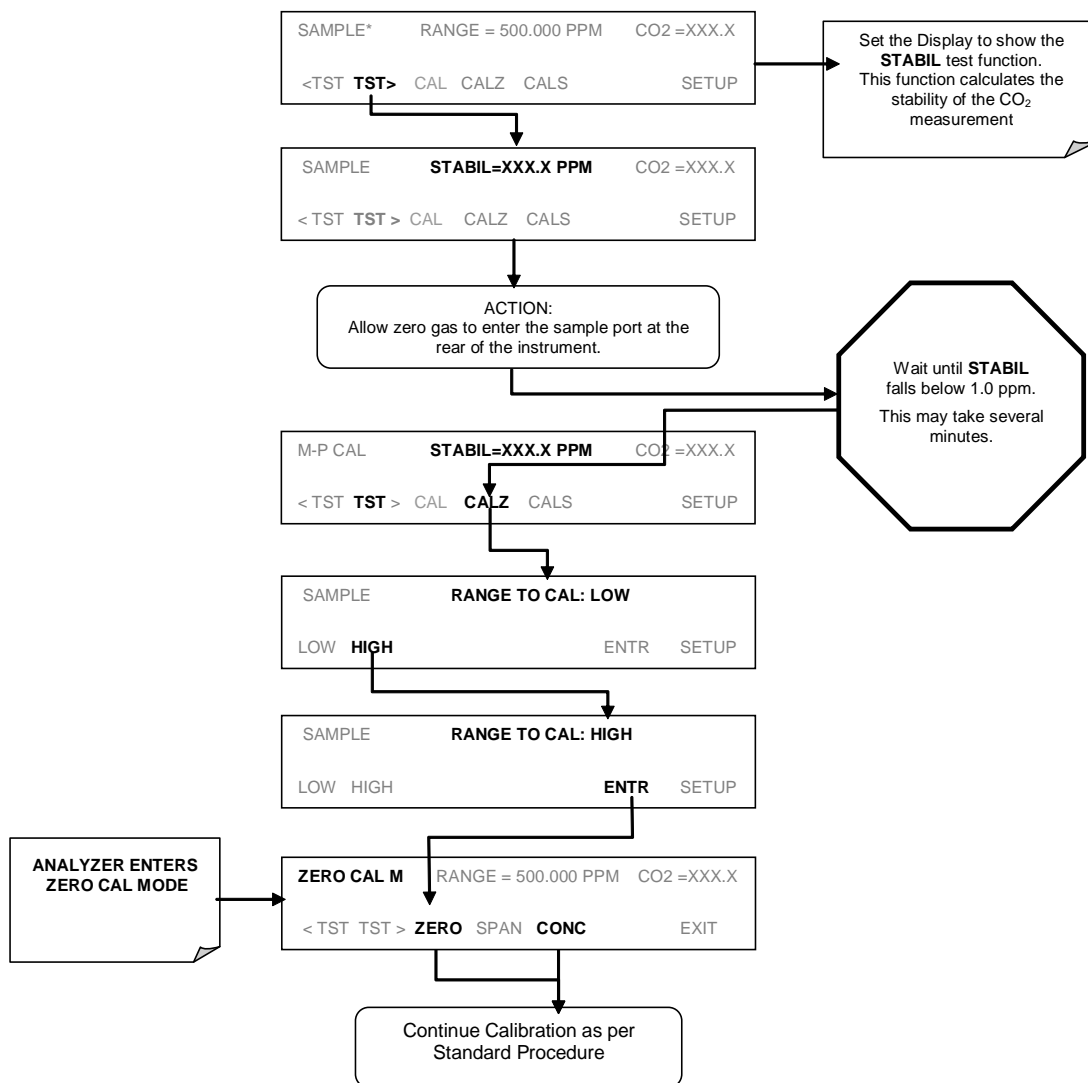 SAMPLE* RANGE = 500.000 PPM CO2 =XXX.X
<TST TST> CAL CALZ CALS SETUP
Set the Display to show the
STABIL test function.
This function calculates the
stability of the CO₂
measurement
SAMPLE STABIL=XXX.X PPM CO2 =XXX.X
< TST TST > CAL CALZ CALS SETUP
ACTION:
Allow zero gas to enter the sample port at the
rear of the instrument.
Wait until STABIL
falls below 1.0 ppm.
This may take several
minutes.
M-P CAL STABIL=XXX.X PPM CO2 =XXX.X
< TST TST > CAL CALZ CALS SETUP
SAMPLE RANGE TO CAL: LOW
LOW HIGH ENTR SETUP
SAMPLE RANGE TO CAL: HIGH
LOW HIGH ENTR SETUP
ANALYZER ENTERS
ZERO CAL MODE
ZERO CAL M RANGE = 500.000 PPM CO2 =XXX.X
< TST TST > ZERO SPAN CONC EXIT
Continue Calibration as per
Standard Procedure